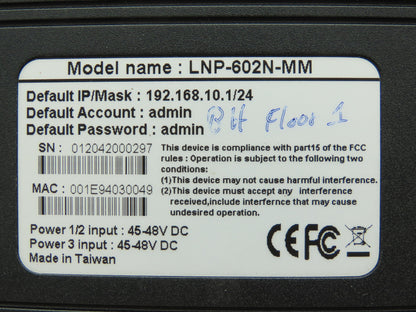 Model name : LNP-602N-MM
Default IP/Mask : 192.168.10.1/24
Default Account : admin
Default Password : admin
BH Floor 1
SN : 012042000297
MAC : 001E94030049
This device is compliance with part15 of the FCC
rules : Operation is subject to the following two
conditions:
(1)This device may not cause harmful interference.
(2)This device must accept any interference
received,include interfernce that may cause
undesired operation.
Power 1/2 input : 45-48V DC
Power 3 input : 45-48V DC
Made in Taiwan
CE FC